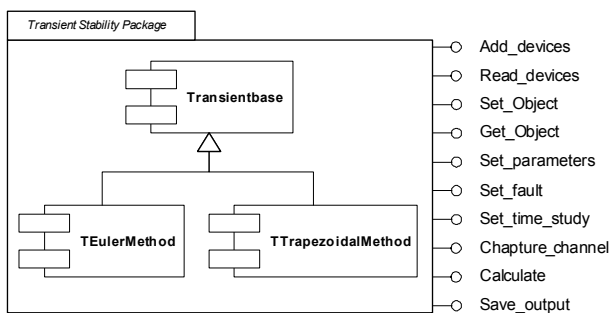 Transient Stability Package
Transientbase
TEulerMethod
TTrapezoidalMethod
Add_devices
Read_devices
Set_Object
Get_Object
Set_parameters
Set_fault
Set_time_study
Chapture_channel
Calculate
Save_output